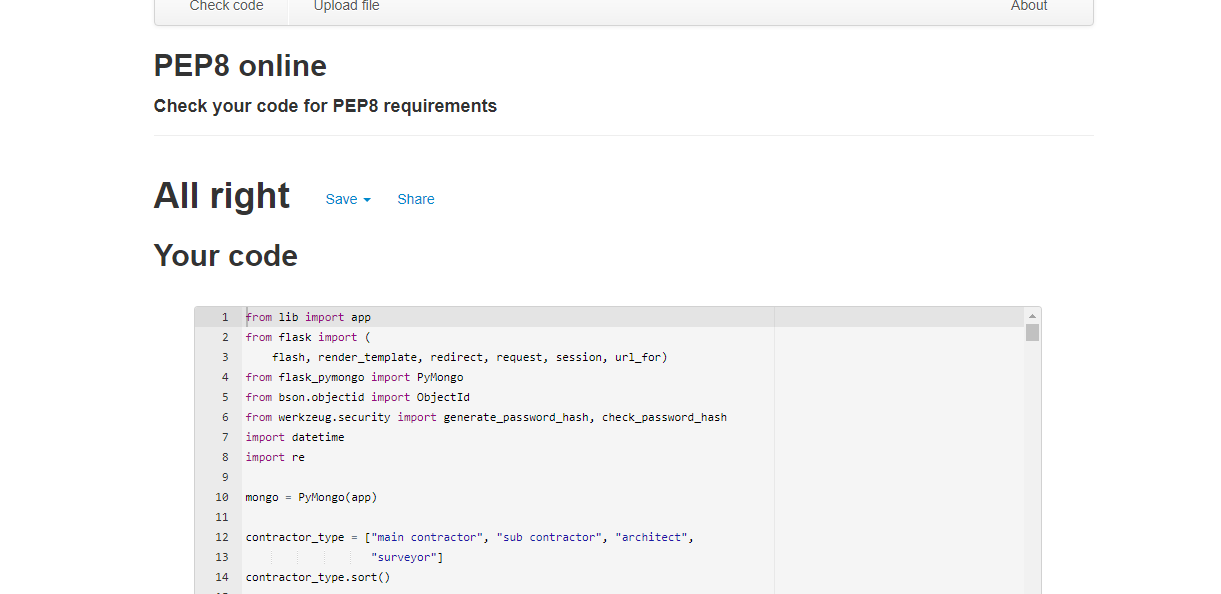 Check code Upload file About
PEP8 online
Check your code for PEP8 requirements
All right Save Share
Your code
1 from lib import app
2 from flask import (
3     flash, render_template, redirect, request, session, url_for)
4 from flask_pymongo import PyMongo
5 from bson.objectid import ObjectId
6 from werkzeug.security import generate_password_hash, check_password_hash
7 import datetime
8 import re
9
10 mongo = PyMongo(app)
11
12 contractor_type = ["main contractor", "sub contractor", "architect",
13                    "surveyor"]
14 contractor_type.sort()